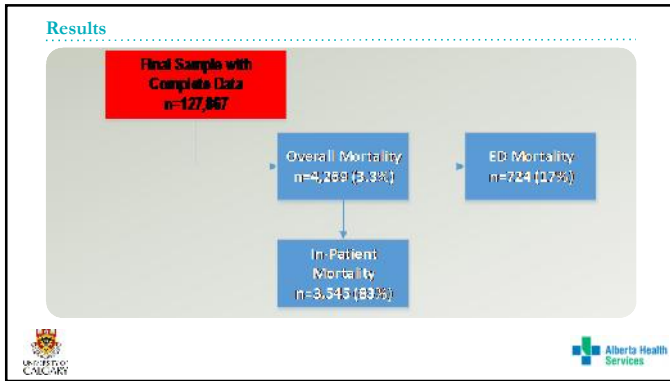 Results
Final Sample with
Complete Data
n=127,867
Overall Mortality
n=4,269 (3.3%)
ED Mortality
n=724 (17%)
In-Patient
Mortality
n=3,545 (83%)
UNIVERSITY OF
CALGARY
Alberta Health
Services